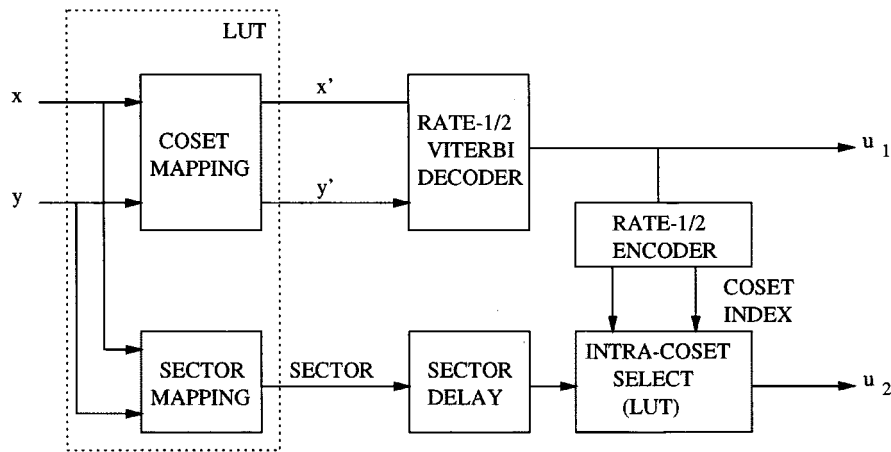 LUT
x
x'
COSET
MAPPING
RATE-1/2
VITERBI
DECODER
u 1
y
y'
RATE-1/2
ENCODER
COSET
INDEX
SECTOR
MAPPING
SECTOR
SECTOR
DELAY
INTRA-COSET
SELECT
(LUT)
u 2